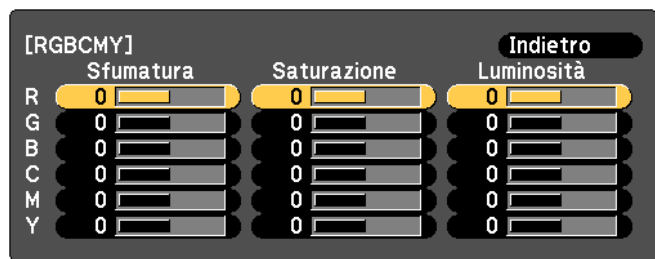 [RGBCMY] Indietro
Sfumatura Saturazione Luminosità
R 0 0 0
G 0 0 0
B 0 0 0
C 0 0 0
M 0 0 0
Y 0 0 0